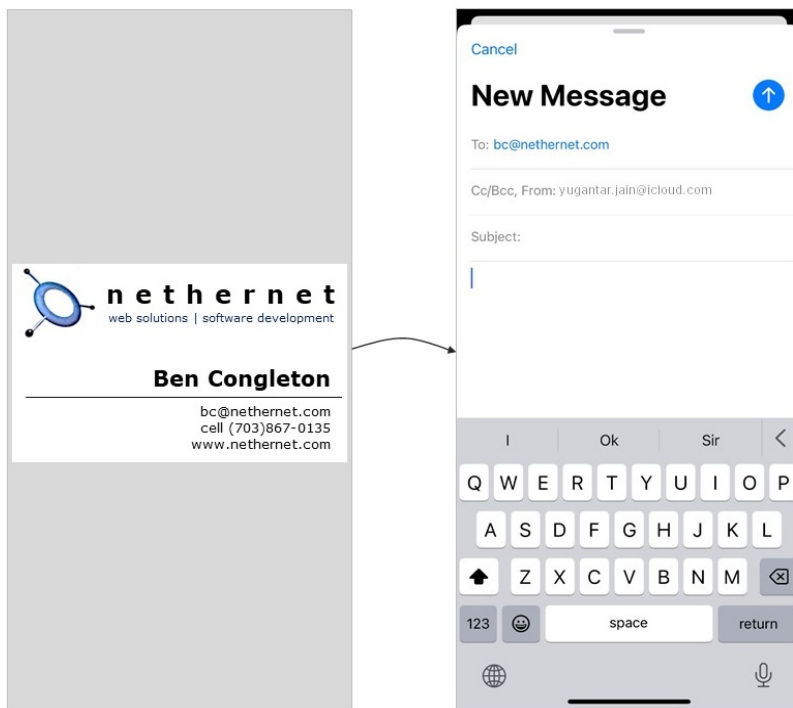 n e t h e r n e t
web solutions | software development
Ben Congleton
bc@nethernet.com
cell (703)867-0135
www.nethernet.com
Cancel
New Message
To: bc@nethernet.com
Cc/Bcc, From: yugantar.jain@icloud.com
Subject:
I Ok Sir
Q W E R T Y U I O P
A S D F G H J K L
Z X C V B N M
123 space return